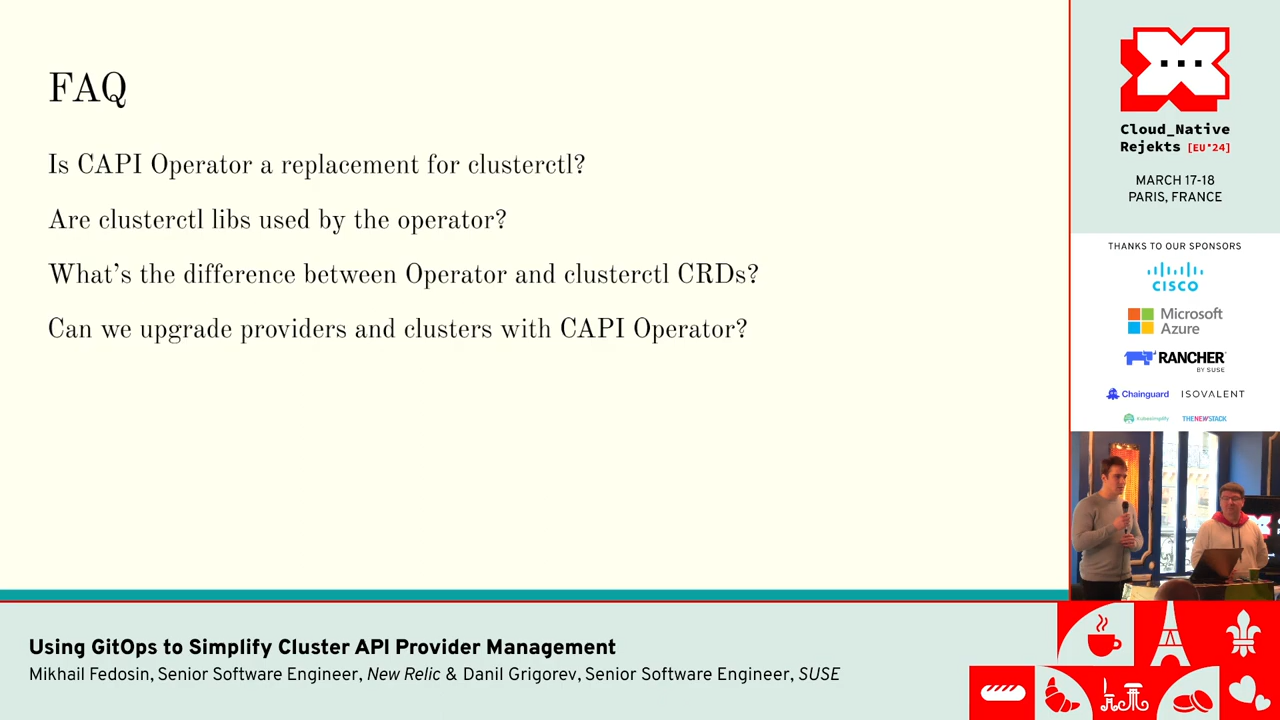 FAQ
Is CAPI Operator a replacement for clusterctl?
Are clusterctl libs used by the operator?
What's the difference between Operator and clusterctl CRDs?
Can we upgrade providers and clusters with CAPI Operator?
Cloud_Native
Rejekts [EU'24]
MARCH 17-18
PARIS, FRANCE
THANKS TO OUR SPONSORS
CISCO
Microsoft
Azure
RANCHER
BY SUSE
Chainguard ISOVALENT
Kubesimplify THENEWSTACK
Using GitOps to Simplify Cluster API Provider Management
Mikhail Fedosin, Senior Software Engineer, New Relic & Danil Grigorev, Senior Software Engineer, SUSE